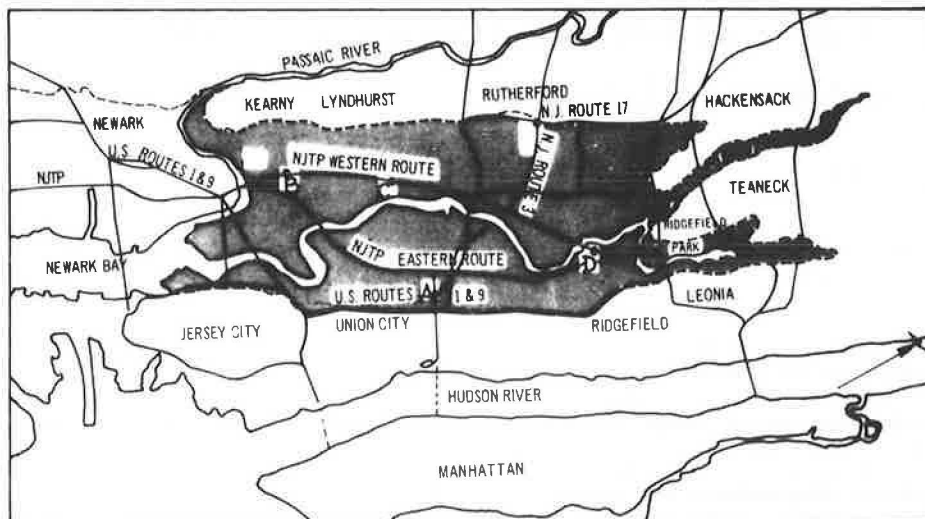 PASSAIC RIVER
KEARNY LYNDHURST
RUTHERFORD
N.J. ROUTE 17
HACKENSACK
NEWARK
U.S. ROUTES 1&9
NJTP WESTERN ROUTE
N.J. ROUTE 3
NJTP
B
C
TEANECK
RIDGEFIELD
PARK
NEWARK BAY
NJTP EASTERN ROUTE
D
U.S. ROUTES A 1 & 9
LEONIA
JERSEY CITY
UNION CITY
RIDGEFIELD
HUDSON RIVER
MANHATTAN